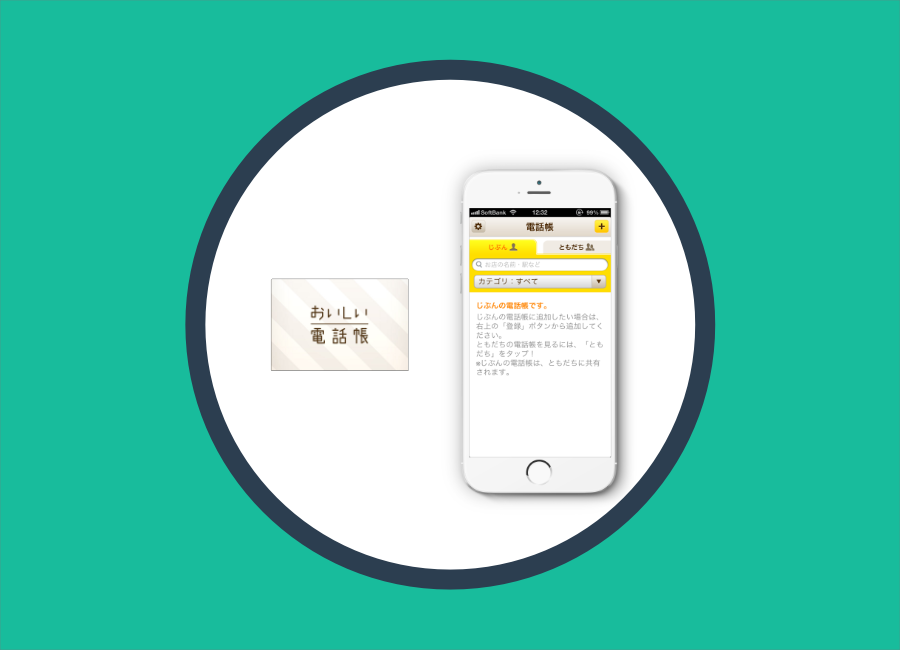 おいしい
電話帳
SoftBank 12:32 99%
電話帳
じぶん ともだち
お店の名前・駅など
カテゴリ：すべて
じぶんの電話帳です。
じぶんの電話帳に追加したい場合は、
右上の「登録」ボタンから追加してく
ださい。
ともだちの電話帳を見るには、「とも
だち」をタップ！
※じぶんの電話帳は、ともだちに共有
されます。